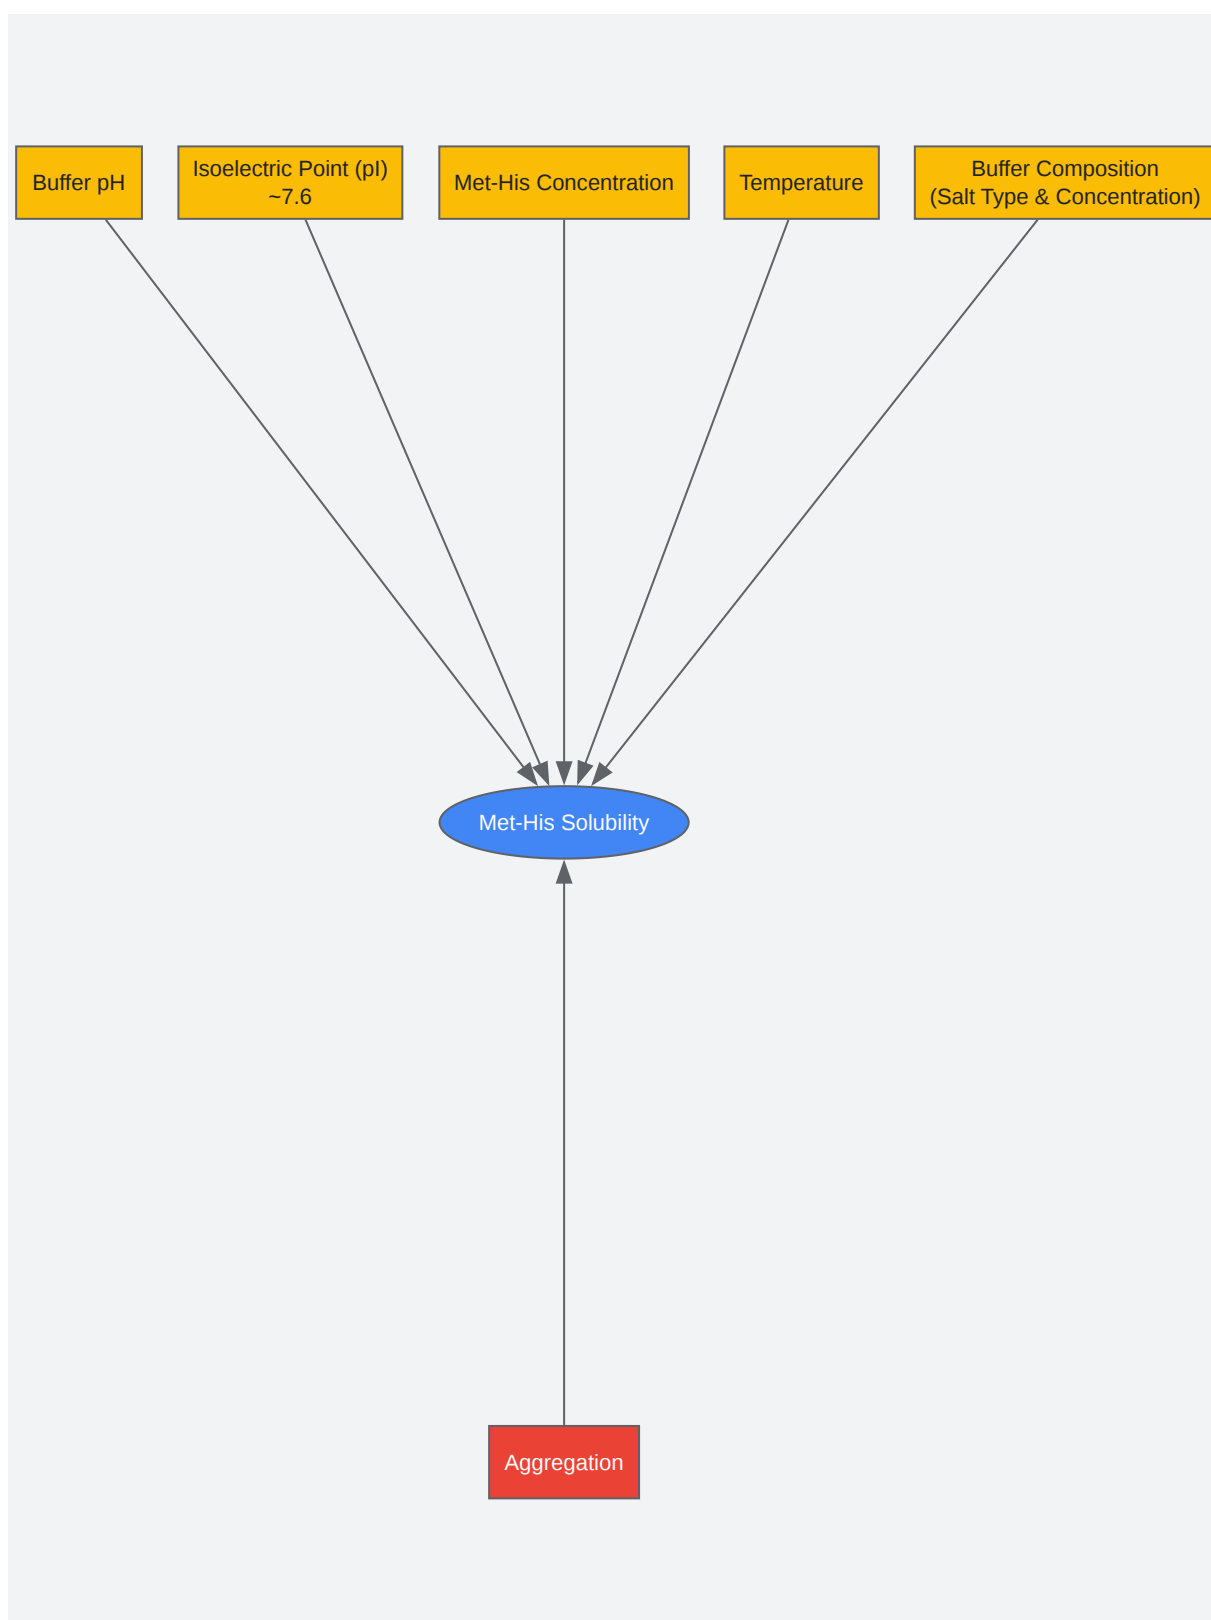 Buffer pH
Isoelectric Point (pI)
~7.6
Met-His Concentration
Temperature
Buffer Composition
(Salt Type & Concentration)
Met-His Solubility
Aggregation